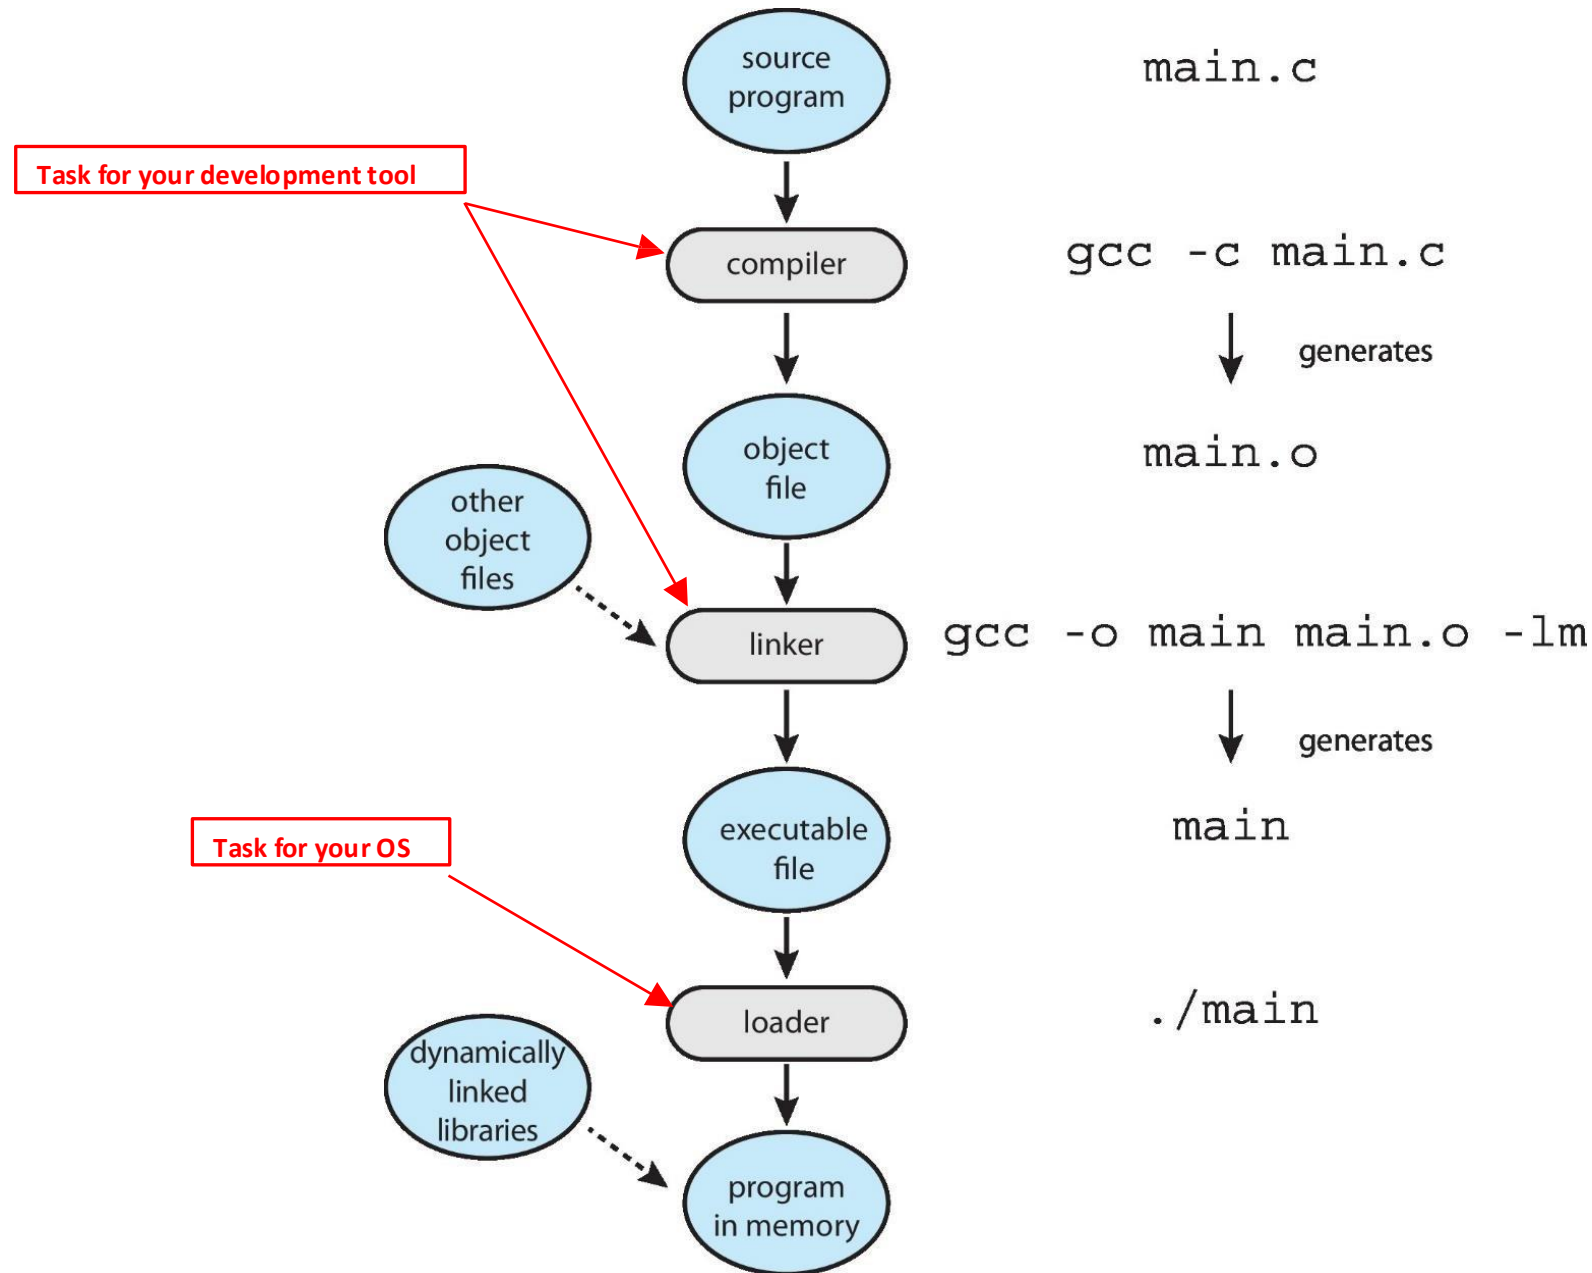 source
program
main.c
Task for your development tool
compiler
gcc -c main.c
generates
object
file
main.o
other
object
files
linker
gcc -o main main.o -lm
generates
executable
file
main
Task for your OS
loader
./main
dynamically
linked
libraries
program
in memory